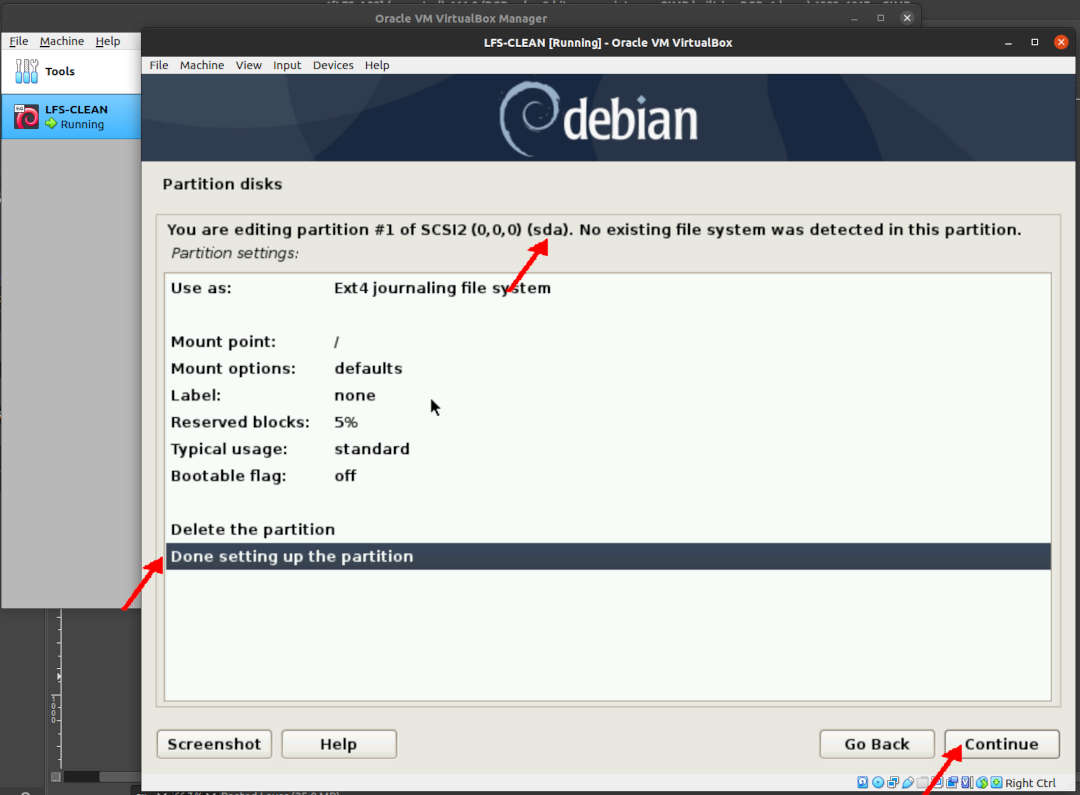 Oracle VM VirtualBox Manager
File Machine Help
LFS-CLEAN [Running] - Oracle VM VirtualBox
File Machine View Input Devices Help
Tools
LFS-CLEAN
Running
debian
Partition disks
You are editing partition #1 of SCSI2 (0,0,0) (sda). No existing file system was detected in this partition.
Partition settings:
Use as: Ext4 journaling file system
Mount point: /
Mount options: defaults
Label: none
Reserved blocks: 5%
Typical usage: standard
Bootable flag: off
Delete the partition
Done setting up the partition
Screenshot Help Go Back Continue
Right Ctrl